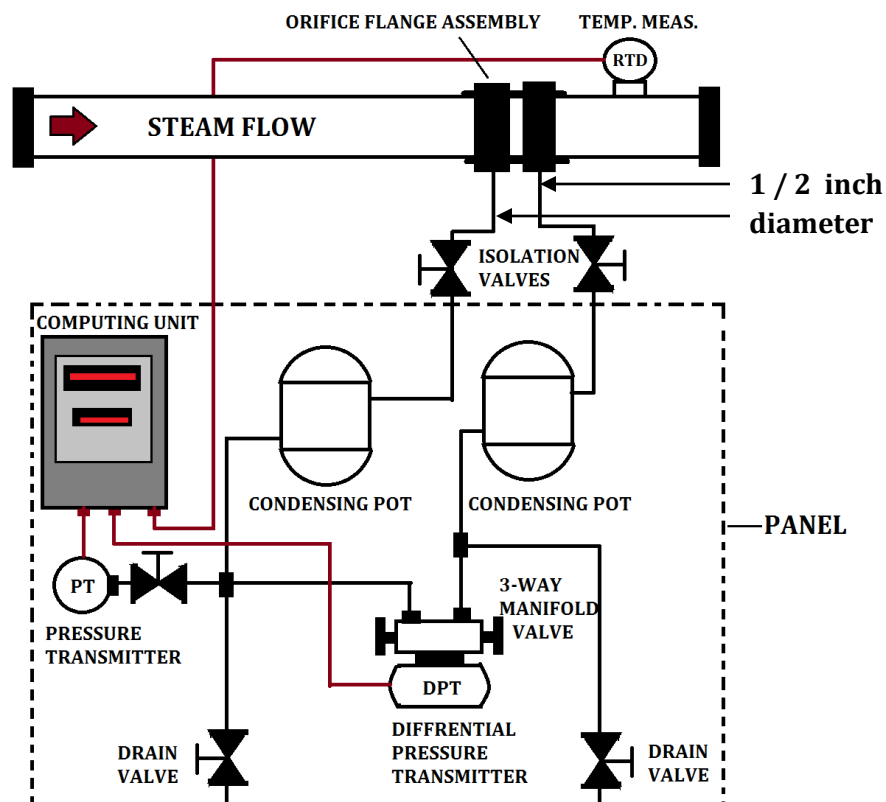 ORIFICE FLANGE ASSEMBLY
TEMP. MEAS.
RTD
STEAM FLOW
1 / 2 inch
diameter
ISOLATION
VALVES
COMPUTING UNIT
CONDENSING POT
CONDENSING POT
PANEL
PT
PRESSURE
TRANSMITTER
3-WAY
MANIFOLD
VALVE
DPT
DIFFRENTIAL
PRESSURE
TRANSMITTER
DRAIN
VALVE
DRAIN
VALVE